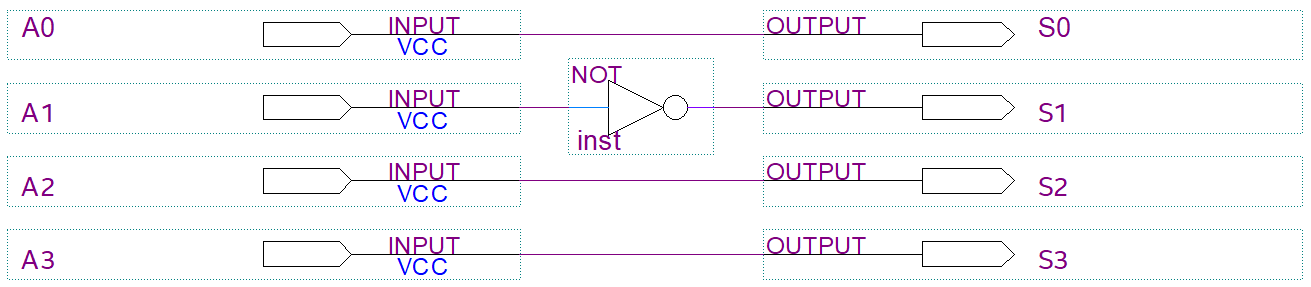 A0 INPUT OUTPUT S0
VCC
NOT
A1 INPUT OUTPUT S1
VCC
inst
A2 INPUT OUTPUT S2
VCC
A3 INPUT OUTPUT S3
VCC